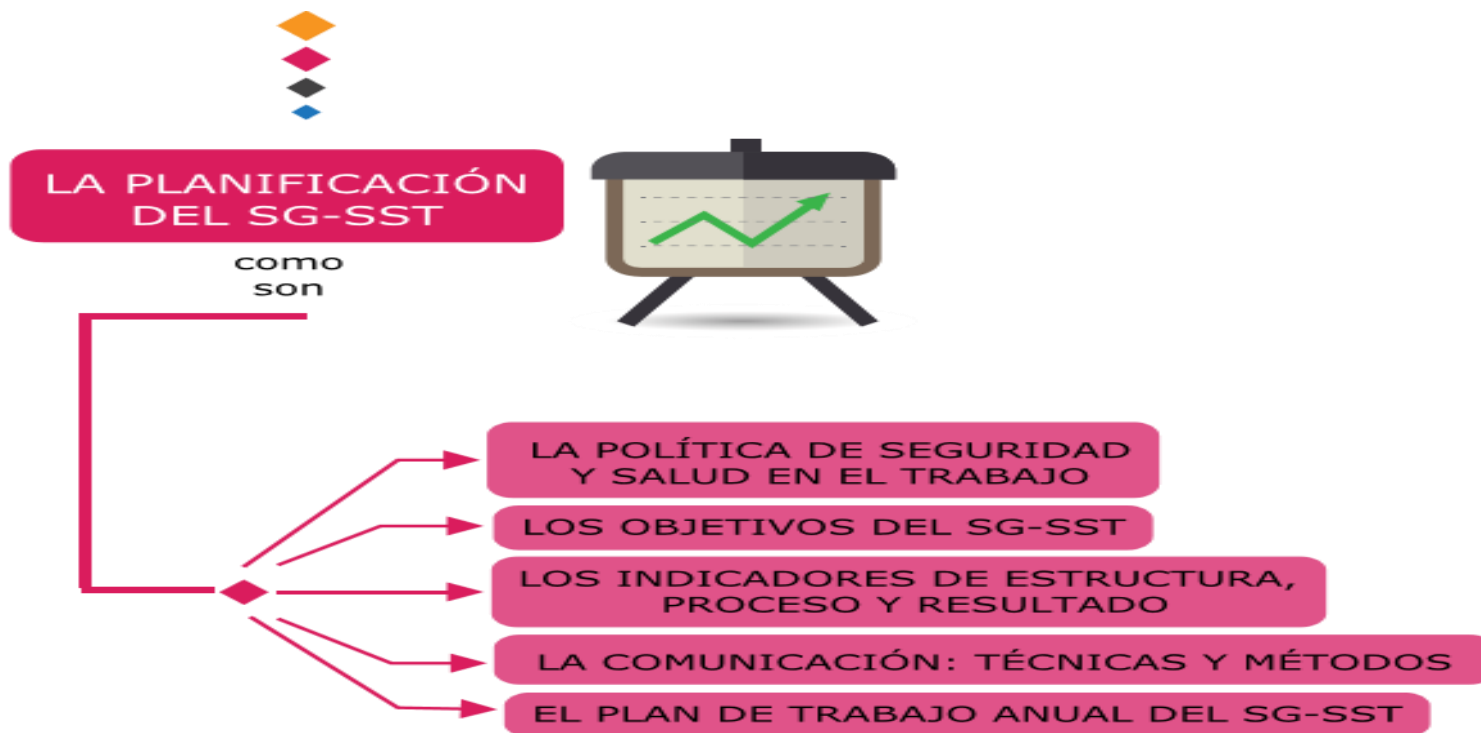 LA PLANIFICACIÓN
DEL SG-SST
como
son
LA POLÍTICA DE SEGURIDAD
Y SALUD EN EL TRABAJO
LOS OBJETIVOS DEL SG-SST
LOS INDICADORES DE ESTRUCTURA,
PROCESO Y RESULTADO
LA COMUNICACIÓN: TÉCNICAS Y MÉTODOS
EL PLAN DE TRABAJO ANUAL DEL SG-SST